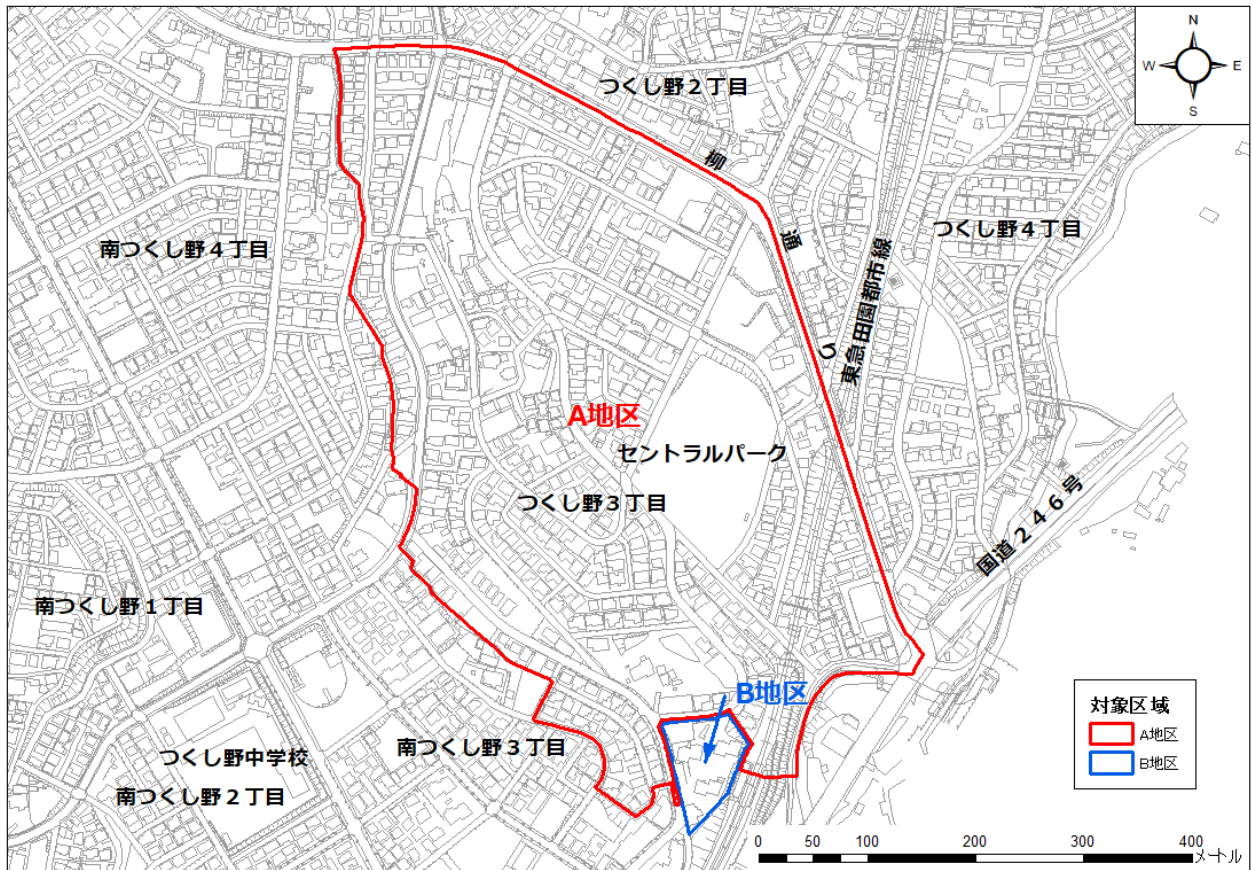 N
W
E
S
つくし野２丁目
柳
通
り
東急田園都市線
つくし野４丁目
南つくし野４丁目
A地区
セントラルパーク
つくし野３丁目
国道２４６号
南つくし野１丁目
B地区
対象区域
A地区
B地区
つくし野中学校
南つくし野３丁目
南つくし野２丁目
0 50 100 200 300 400
メートル